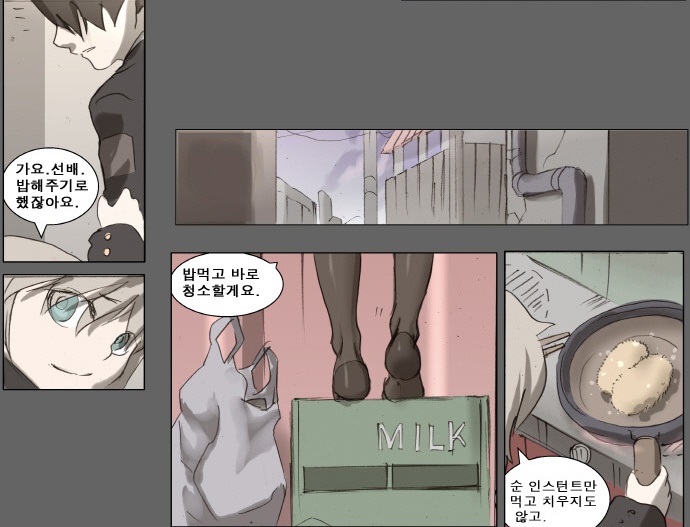 가요.선배.
밥해주기로
했잖아요.
밥먹고 바로
청소할게요.
MILK
순 인스턴트만
먹고 치우지도
않고.